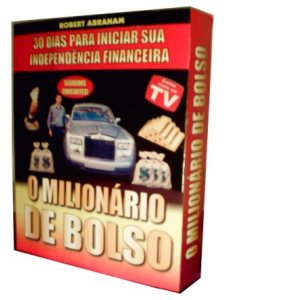 ROBERT ABRAHAM
30 DIAS PARA INICIAR SUA
INDEPENDÊNCIA FINANCEIRA
SEGREDOS
CHOCANTES!
TV
$ $
$$$
O MILIONÁRIO
DE BOLSO
O MILIONÁRIO DE BOLSO